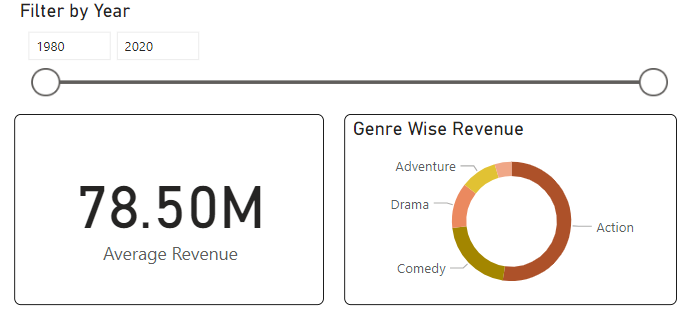 Filter by Year
1980 2020
78.50M
Average Revenue
Genre Wise Revenue
Adventure
Drama
Action
Comedy